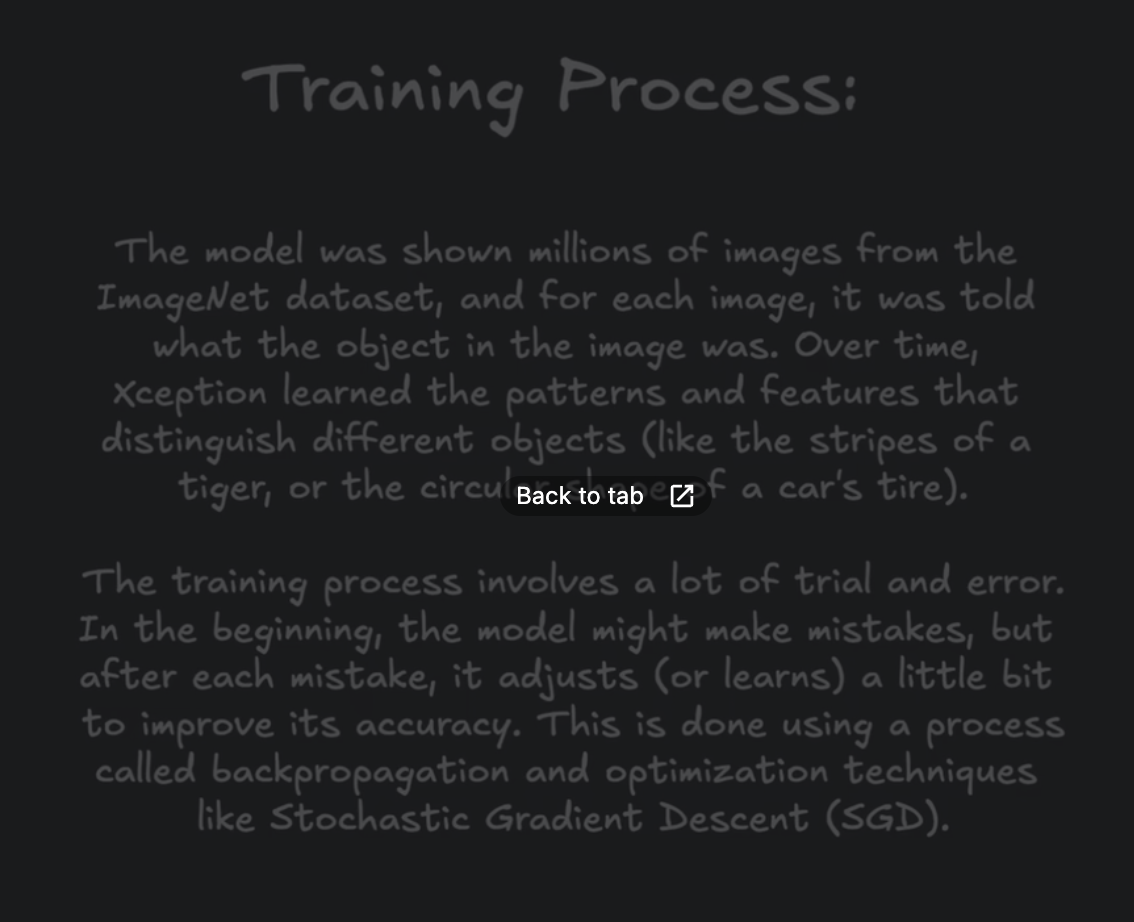 Training Process:
The model was shown millions of images from the
ImageNet dataset, and for each image, it was told
what the object in the image was. Over time,
Xception learned the patterns and features that
distinguish different objects (like the stripes of a
tiger, or the circular shape of a car's tire).
Back to tab
The training process involves a lot of trial and error.
In the beginning, the model might make mistakes, but
after each mistake, it adjusts (or learns) a little bit
to improve its accuracy. This is done using a process
called backpropagation and optimization techniques
like Stochastic Gradient Descent (SGD).